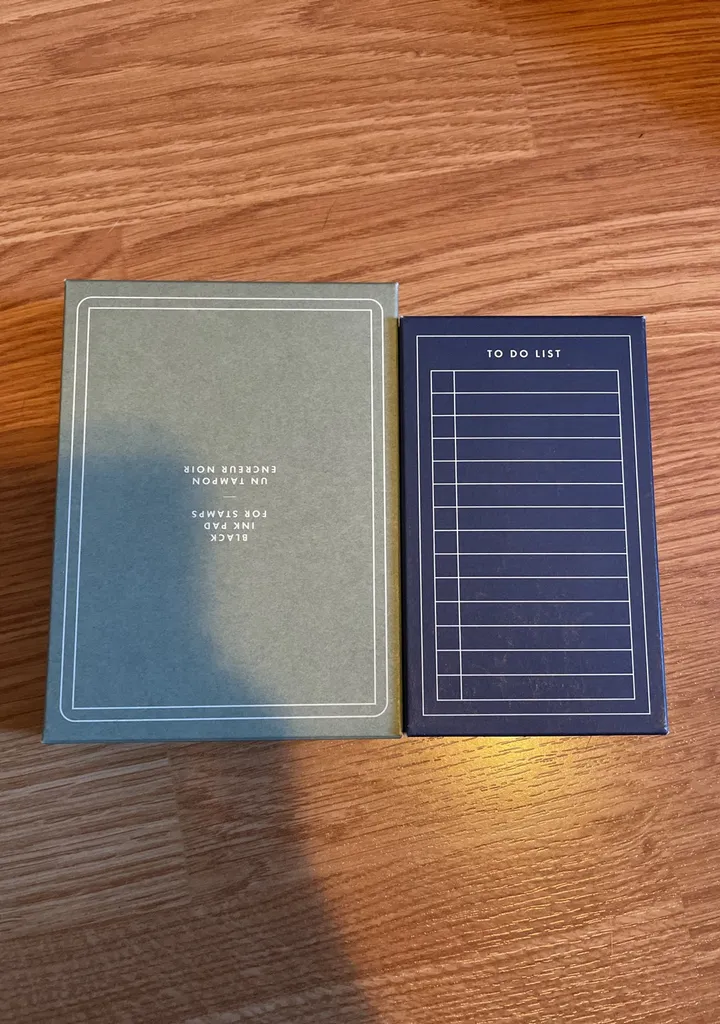 BLACK
INK PAD
FOR STAMPS
—
UN TAMPON
ENCREUR NOIR
TO DO LIST